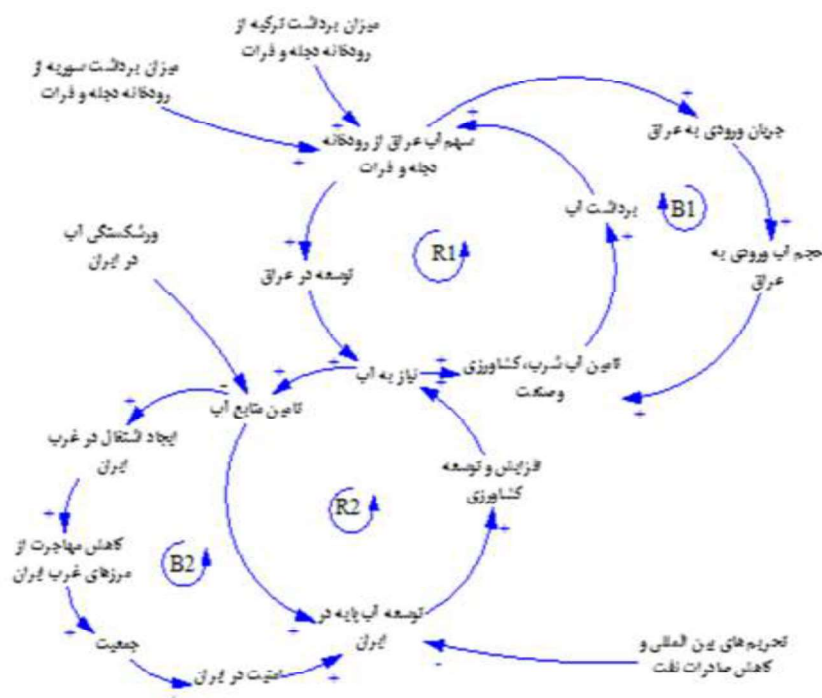 میزان برداشت ترکیه از
رودخانه دجله و فرات
میزان برداشت سوریه از
رودخانه دجله و فرات
سهم آب عراق از رودخانه
دجله و فرات
جریان ورودی به عراق
برداشت آب
B1
R1
حجم آب ورودی به
عراق
ورشکستگی آب
در ایران
توسعه در عراق
نیاز به آب
تامین آب شرب، کشاورزی
و صنعت
تامین منابع آب
ایجاد اشتغال در غرب
ایران
افزایش و توسعه
کشاورزی
R2
کاهش مهاجرت از
مرزهای غرب ایران
B2
توسعه آب پایه در
ایران
جمعیت
امنیت در ایران
تحریم‌های بین المللی و
کاهش صادرات نفت